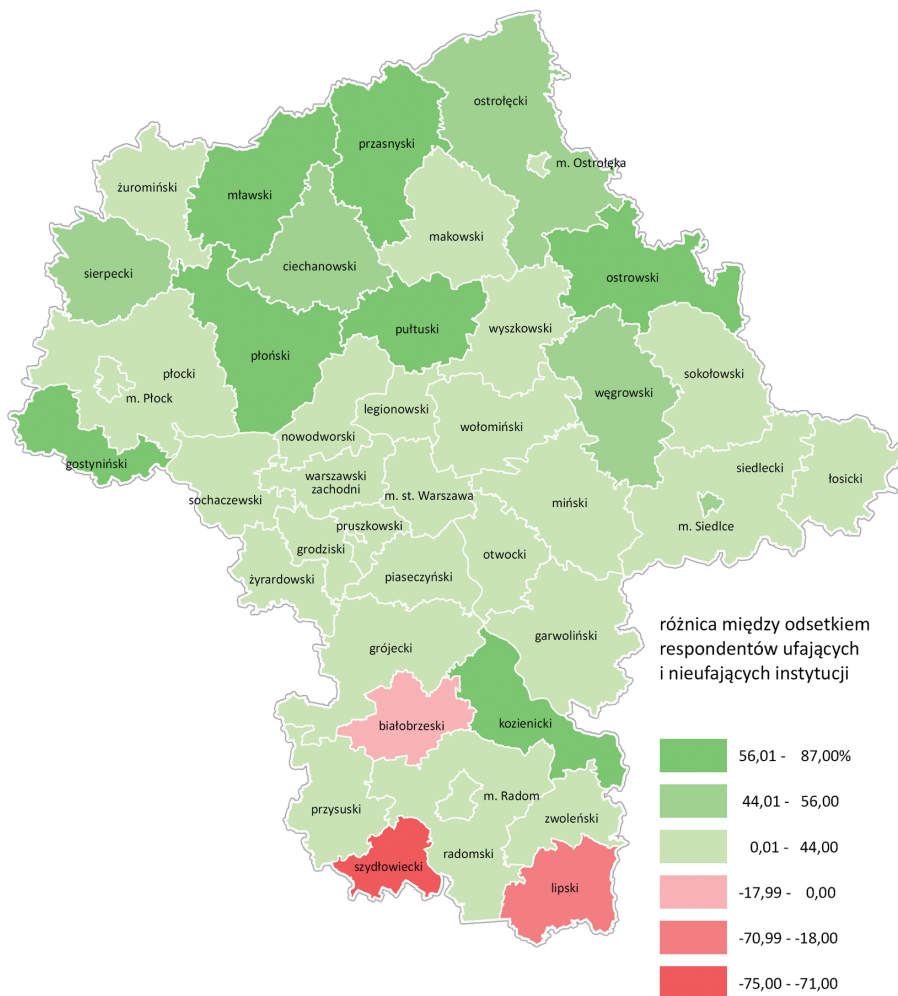 ostrołęcki
przasnyski
m. Ostrołęka
żuromiński
mławski
makowski
ciechanowski
sierpecki
ostrowski
wyszkowski
pułtuski
płoński
płocki
sokołowski
węgrowski
m. Płock
legionowski
wołomiński
nowodworski
gostyniński
siedlecki
łosicki
warszawski
zachodni
m. st. Warszawa
sochaczewski
miński
pruszkowski
m. Siedlce
grodziski
otwocki
żyrardowski
piaseczyński
garwoliński
grójecki
różnica między odsetkiem
respondentów ufających
i nieufających instytucji
białobrzeski
kozienicki
56,01 - 87,00%
m. Radom
44,01 - 56,00
przysuski
zwoleński
0,01 - 44,00
radomski
szydłowiecki
lipski
-17,99 - 0,00
-70,99 - -18,00
-75,00 - -71,00